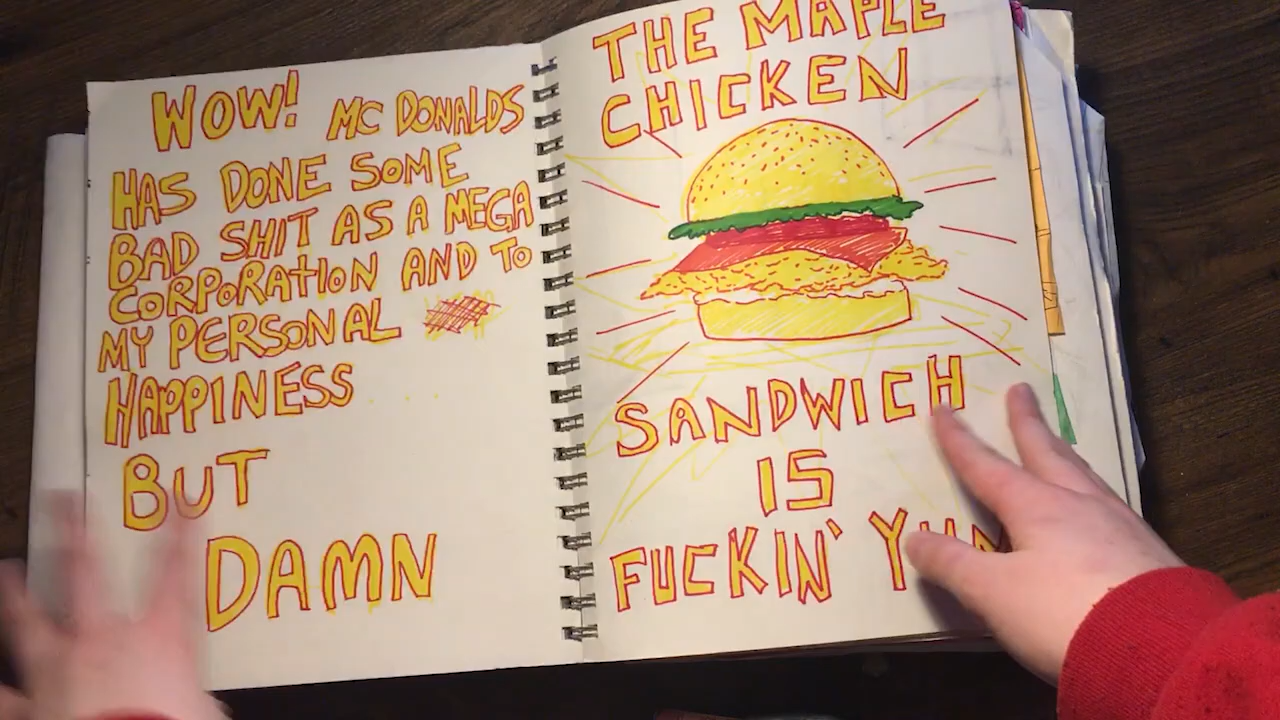 WOW! MC DONALDS
HAS DONE SOME
BAD SHIT AS A MEGA
CORPORATION AND TO
MY PERSONAL
HAPPINESS....
BUT
DAMN
THE MAPLE
CHICKEN
SANDWICH
IS
FUCKIN'